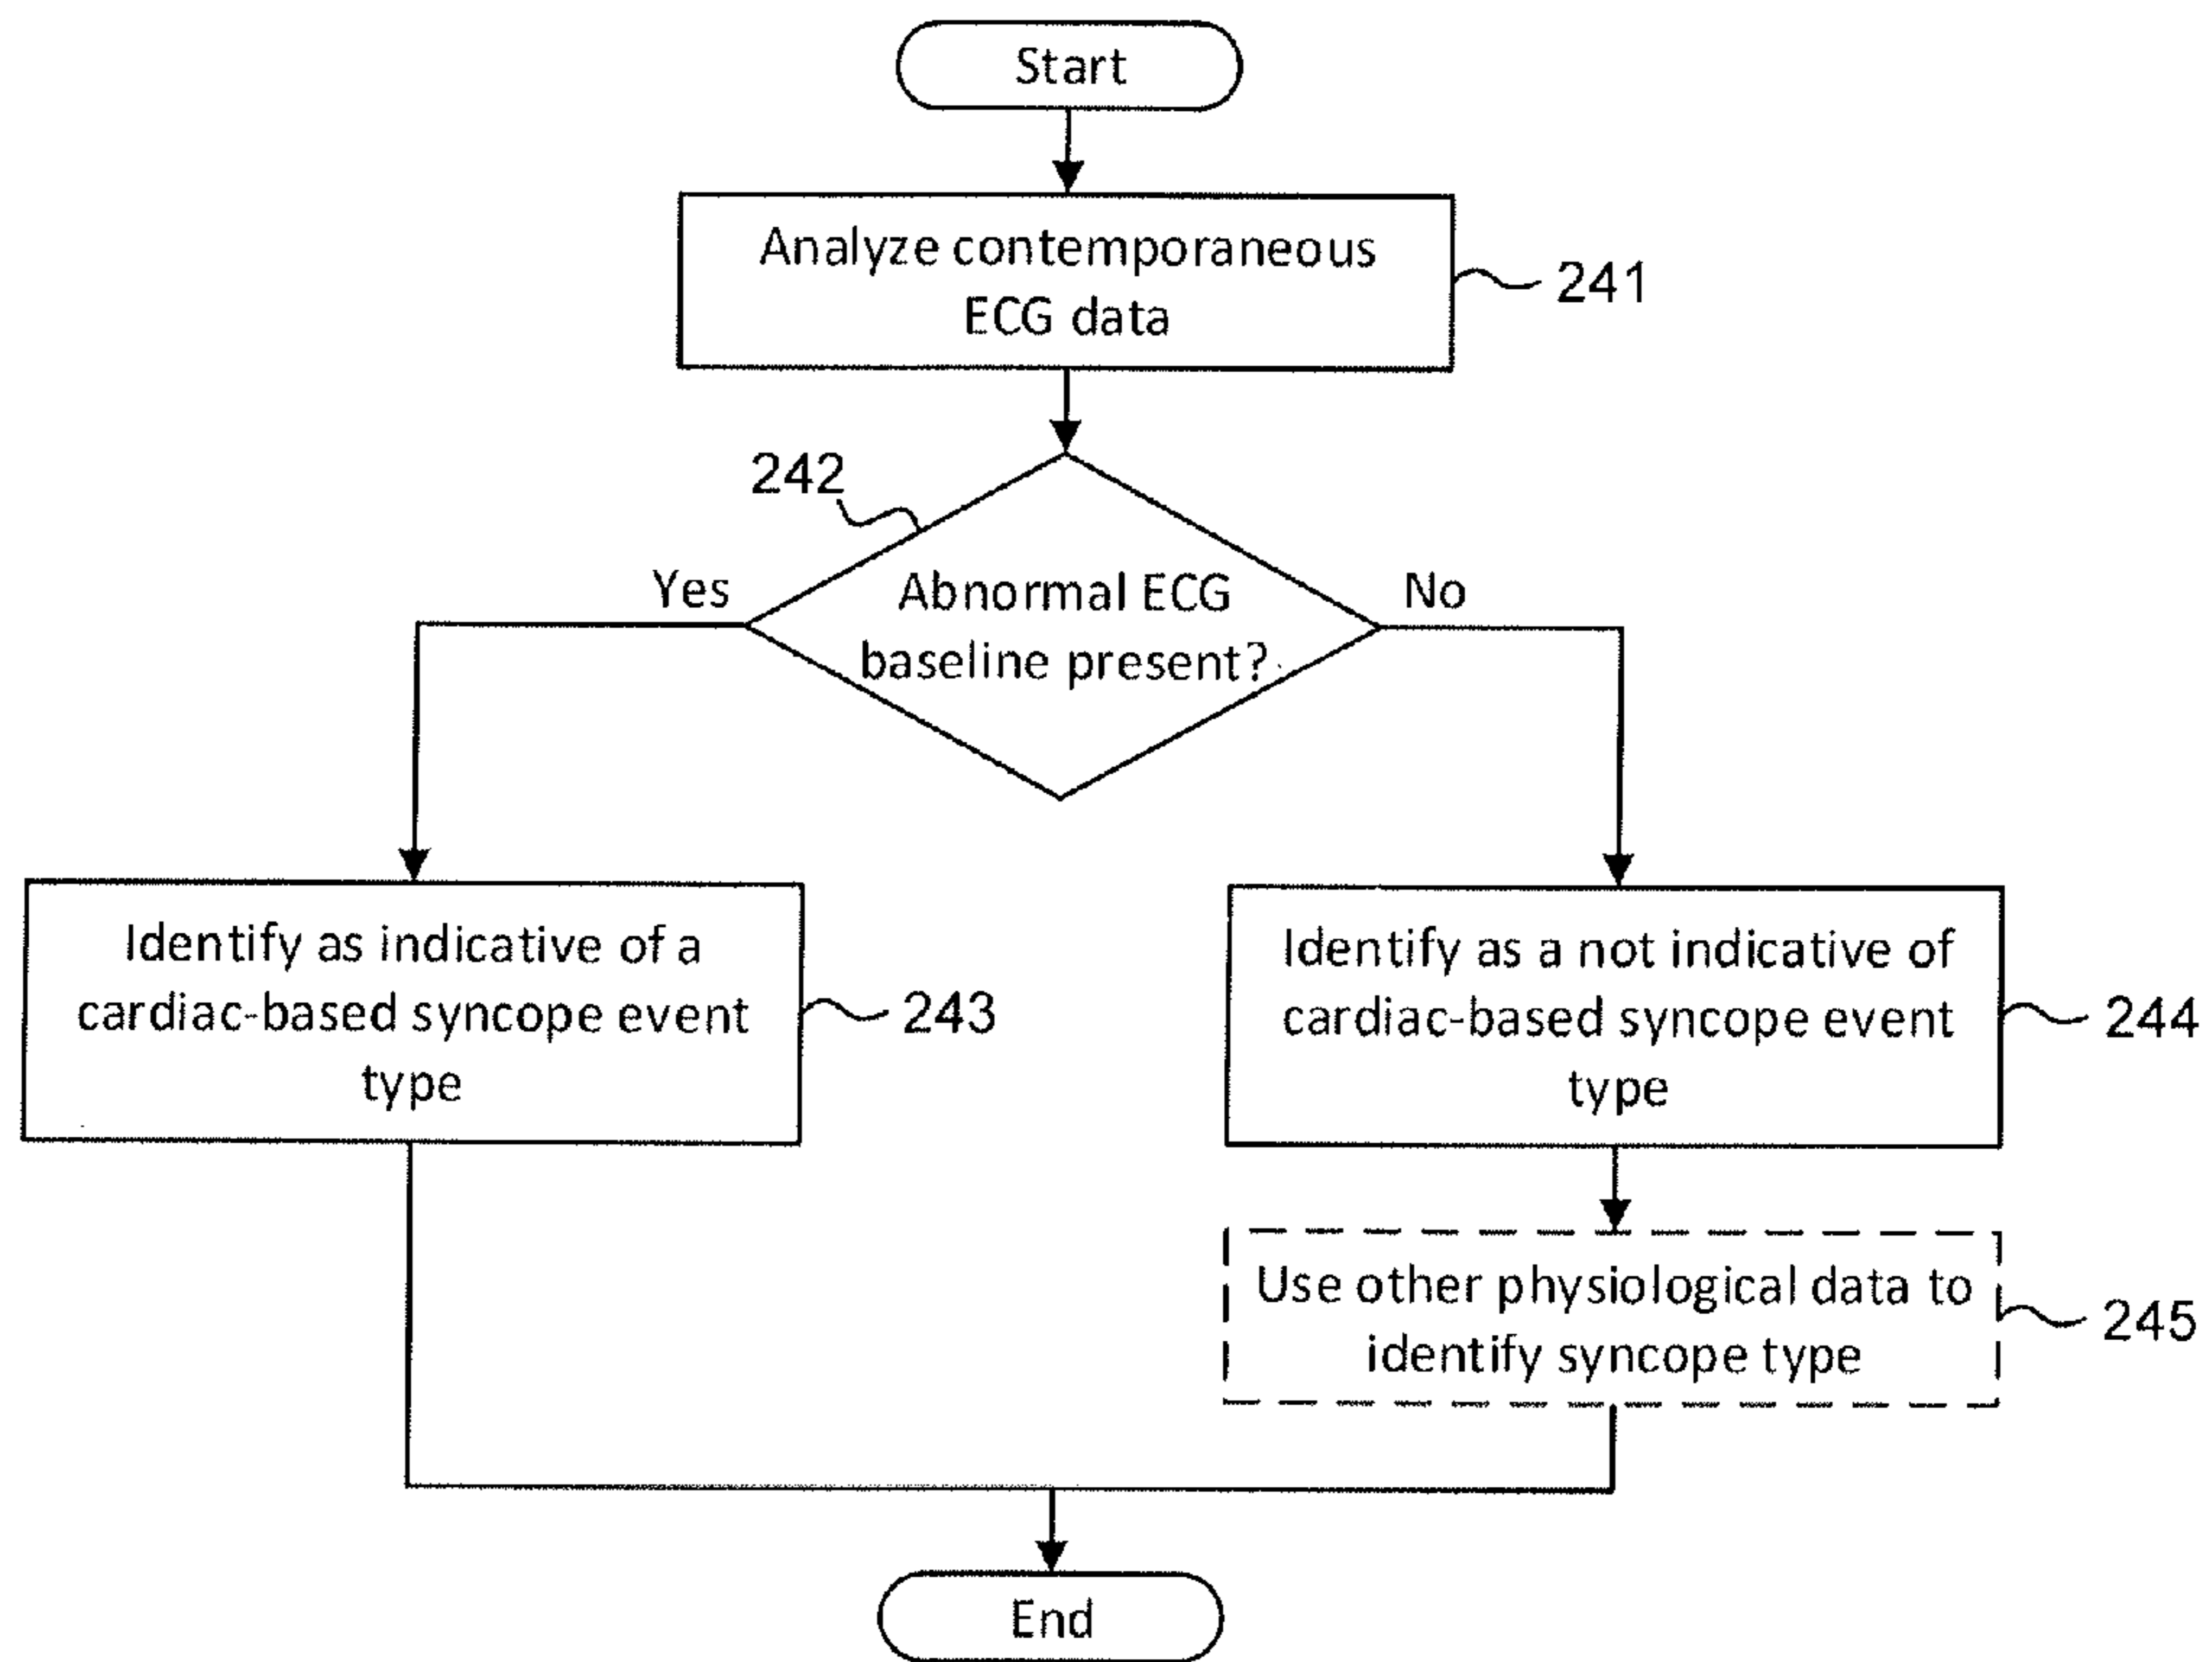 Start
Analyze contemporaneous
ECG data
241
242
Yes
Abnormal ECG
baseline present?
No
Identify as indicative of a
cardiac-based syncope event
type
243
Identify as a not indicative of
cardiac-based syncope event
type
244
Use other physiological data to
identify syncope type
245
End